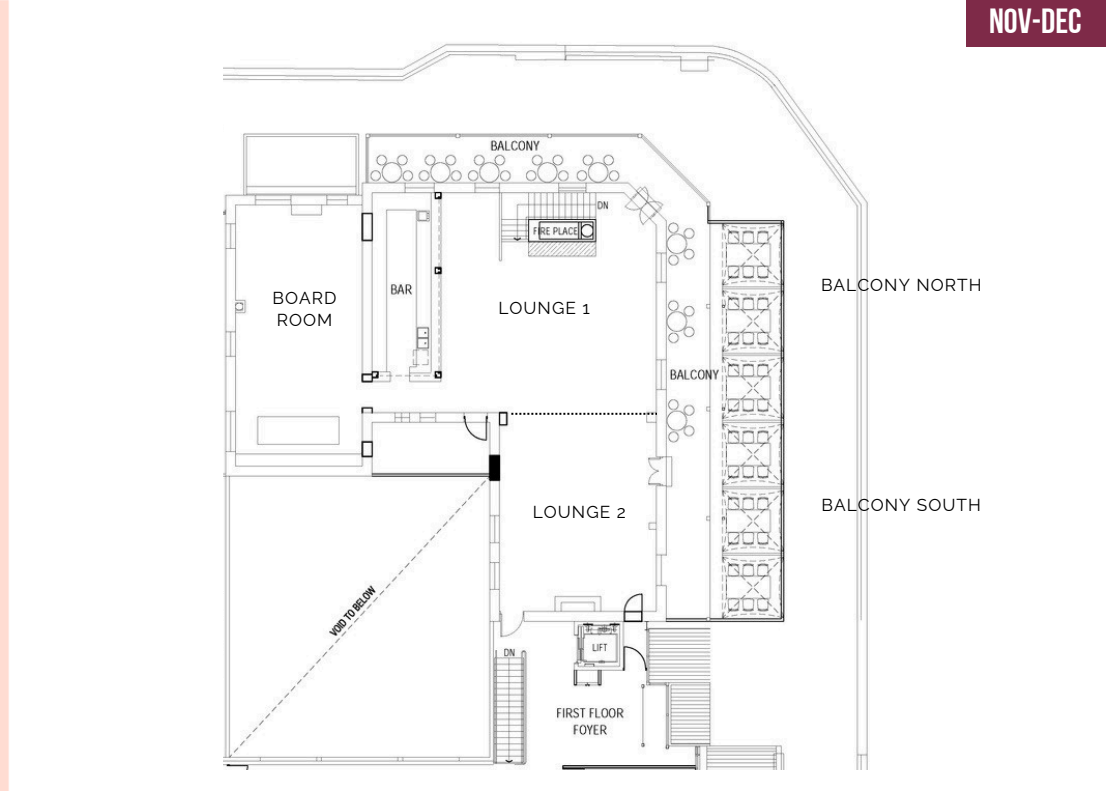 NOV-DEC
BALCONY
DN
FIRE PLACE
BAR
BOARD
ROOM
LOUNGE 1
BALCONY NORTH
BALCONY
BALCONY SOUTH
LOUNGE 2
VOID TO BELOW
LIFT
DN
FIRST FLOOR
FOYER